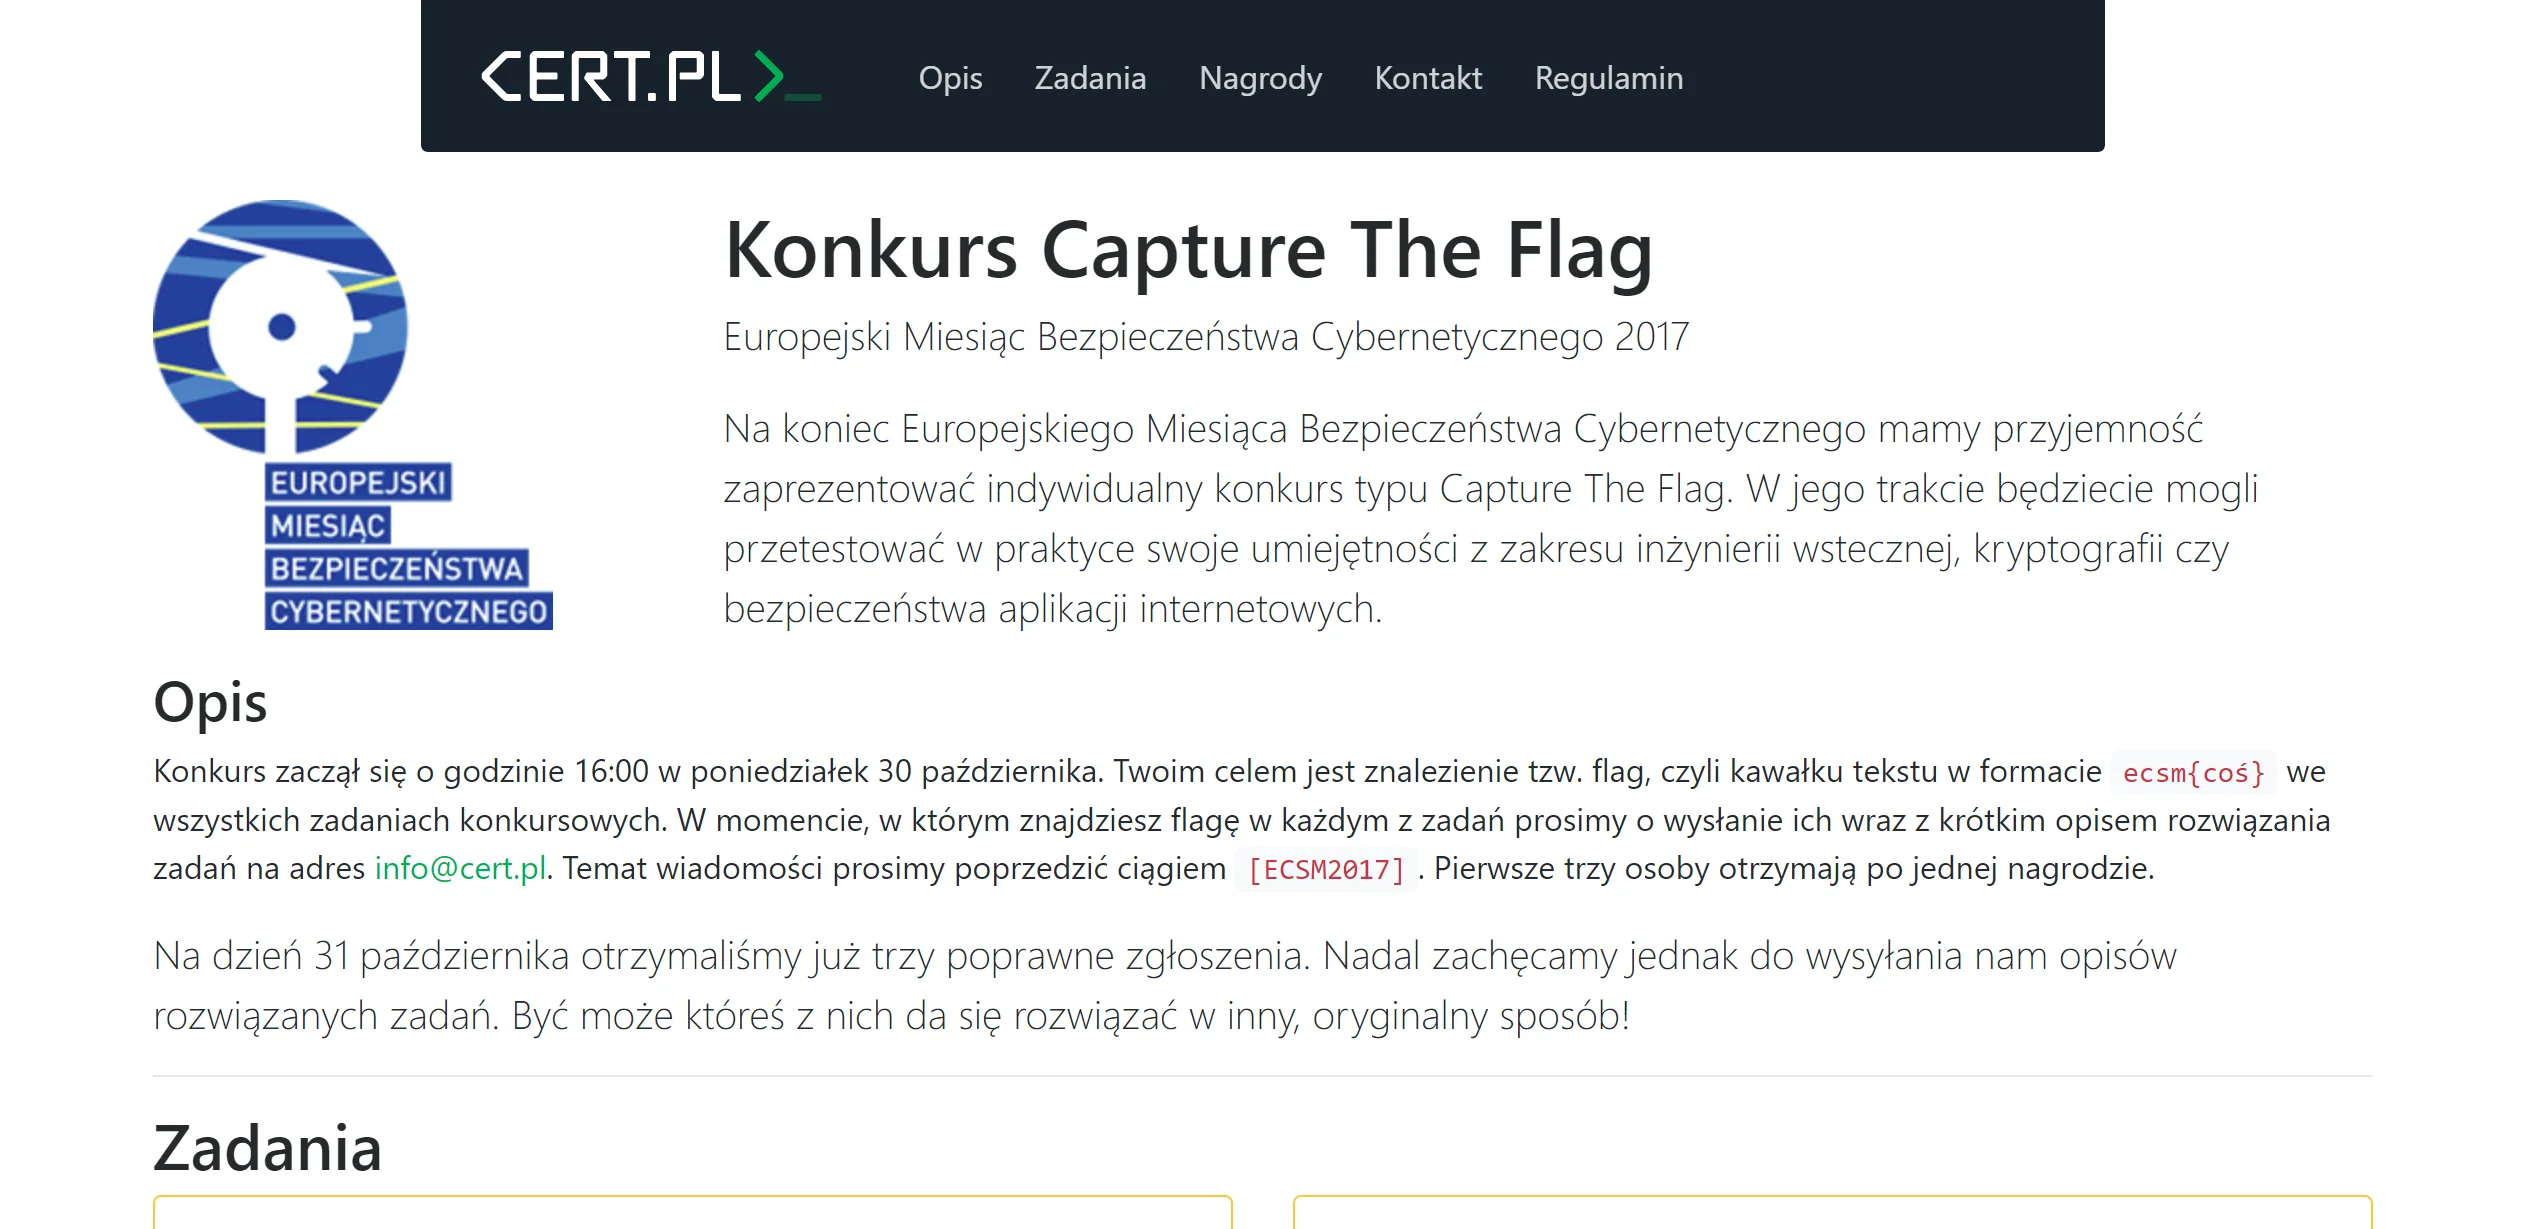 CERT.PL>_
Opis Zadania Nagrody Kontakt Regulamin
EUROPEJSKI
MIESIĄC
BEZPIECZEŃSTWA
CYBERNETYCZNEGO
Konkurs Capture The Flag
Europejski Miesiąc Bezpieczeństwa Cybernetycznego 2017
Na koniec Europejskiego Miesiąca Bezpieczeństwa Cybernetycznego mamy przyjemność
zaprezentować indywidualny konkurs typu Capture The Flag. W jego trakcie będziecie mogli
przetestować w praktyce swoje umiejętności z zakresu inżynierii wstecznej, kryptografii czy
bezpieczeństwa aplikacji internetowych.
Opis
Konkurs zaczął się o godzinie 16:00 w poniedziałek 30 października. Twoim celem jest znalezienie tzw. flag, czyli kawałku tekstu w formacie ecsm{coś} we
wszystkich zadaniach konkursowych. W momencie, w którym znajdziesz flagę w każdym z zadań prosimy o wysłanie ich wraz z krótkim opisem rozwiązania
zadań na adres info@cert.pl. Temat wiadomości prosimy poprzedzić ciągiem [ECSM2017]. Pierwsze trzy osoby otrzymają po jednej nagrodzie.
Na dzień 31 października otrzymaliśmy już trzy poprawne zgłoszenia. Nadal zachęcamy jednak do wysyłania nam opisów
rozwiązanych zadań. Być może któreś z nich da się rozwiązać w inny, oryginalny sposób!
Zadania